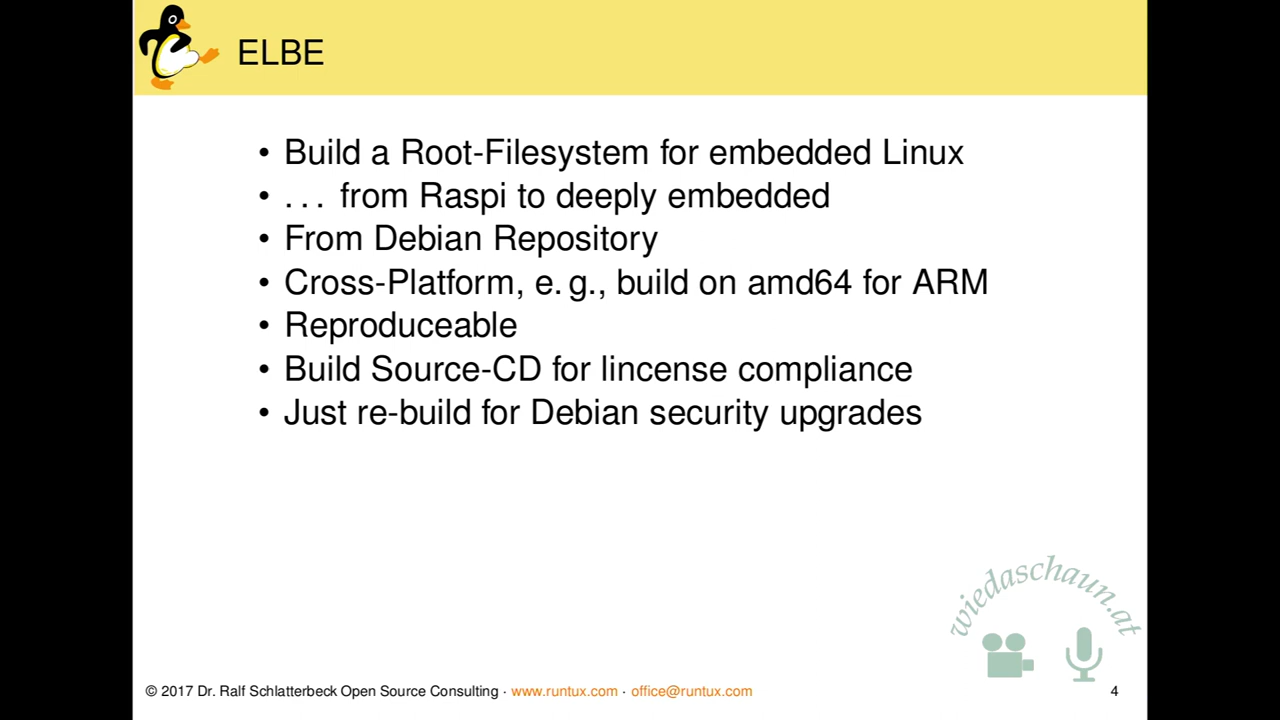 ELBE
• Build a Root-Filesystem for embedded Linux
• . . . from Raspi to deeply embedded
• From Debian Repository
• Cross-Platform, e. g., build on amd64 for ARM
• Reproduceable
• Build Source-CD for lincense compliance
• Just re-build for Debian security upgrades
wiedaschaun.at
© 2017 Dr. Ralf Schlatterbeck Open Source Consulting · www.runtux.com · office@runtux.com 4